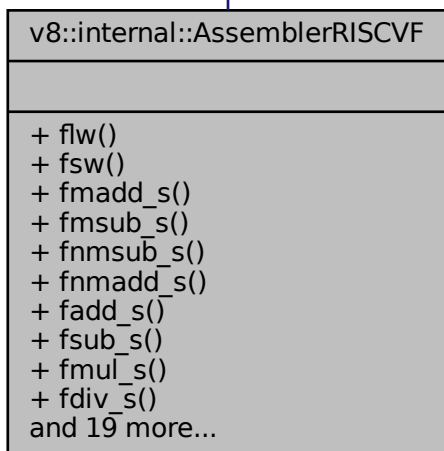 v8::internal::AssemblerRISCVF
+ flw()
+ fsw()
+ fmadd_s()
+ fmsub_s()
+ fnmsub_s()
+ fnmadd_s()
+ fadd_s()
+ fsub_s()
+ fmul_s()
+ fdiv_s()
and 19 more...